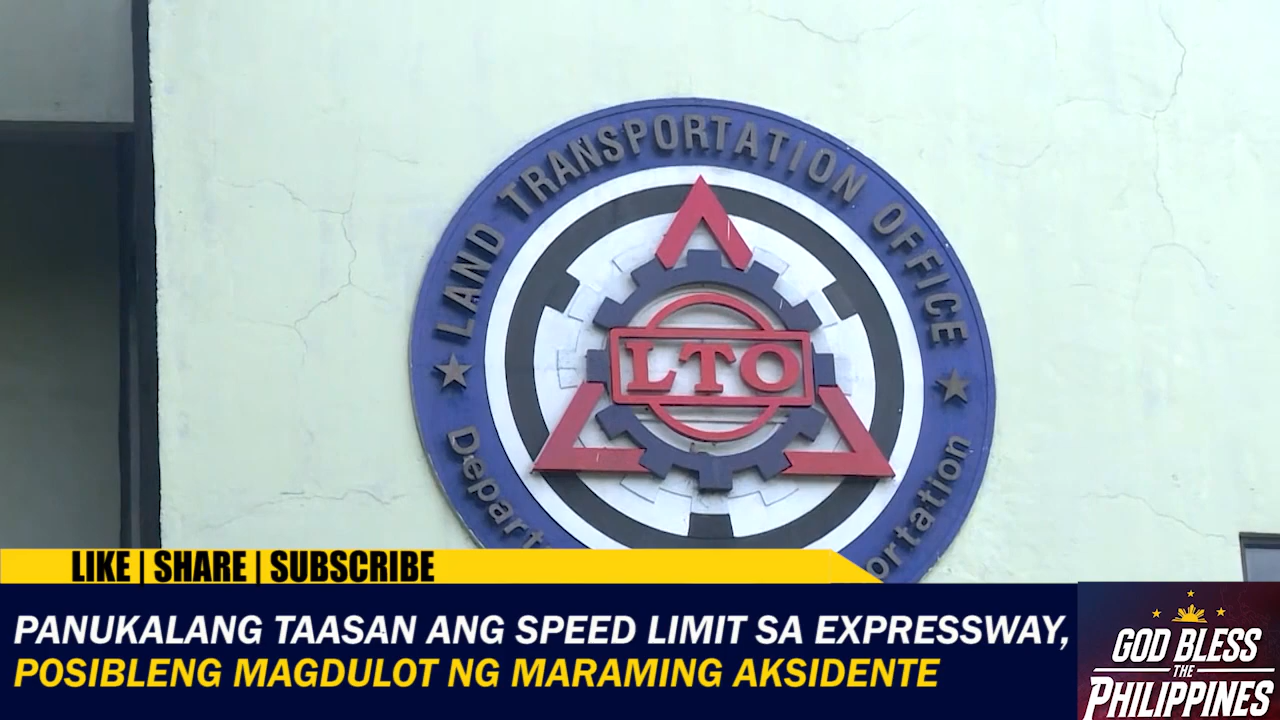 LAND TRANSPORTATION OFFICE
LTO
LIKE | SHARE | SUBSCRIBE
PANUKALANG TAASAN ANG SPEED LIMIT SA EXPRESSWAY,
POSIBLENG MAGDULOT NG MARAMING AKSIDENTE
GOD BLESS
THE
PHILIPPINES